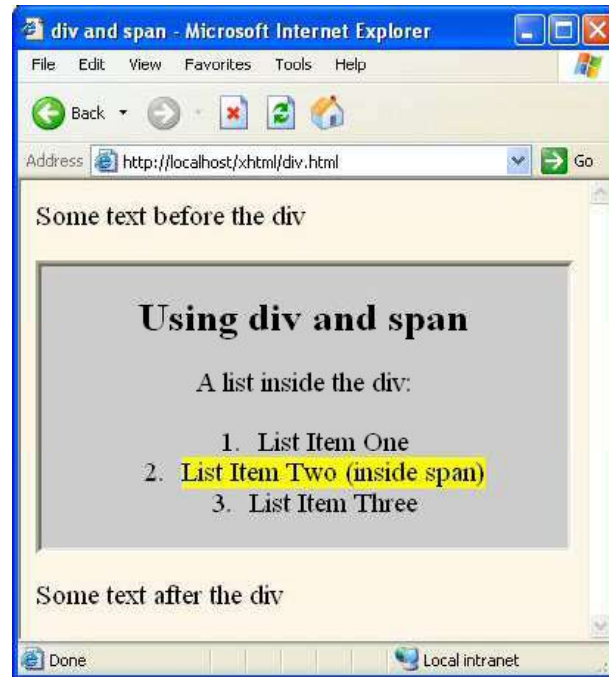 div and span - Microsoft Internet Explorer
File Edit View Favorites Tools Help
Back
Address http://localhost/xhtml/div.html Go
Some text before the div
Using div and span
A list inside the div:
1. List Item One
2. List Item Two (inside span)
3. List Item Three
Some text after the div
Done Local intranet